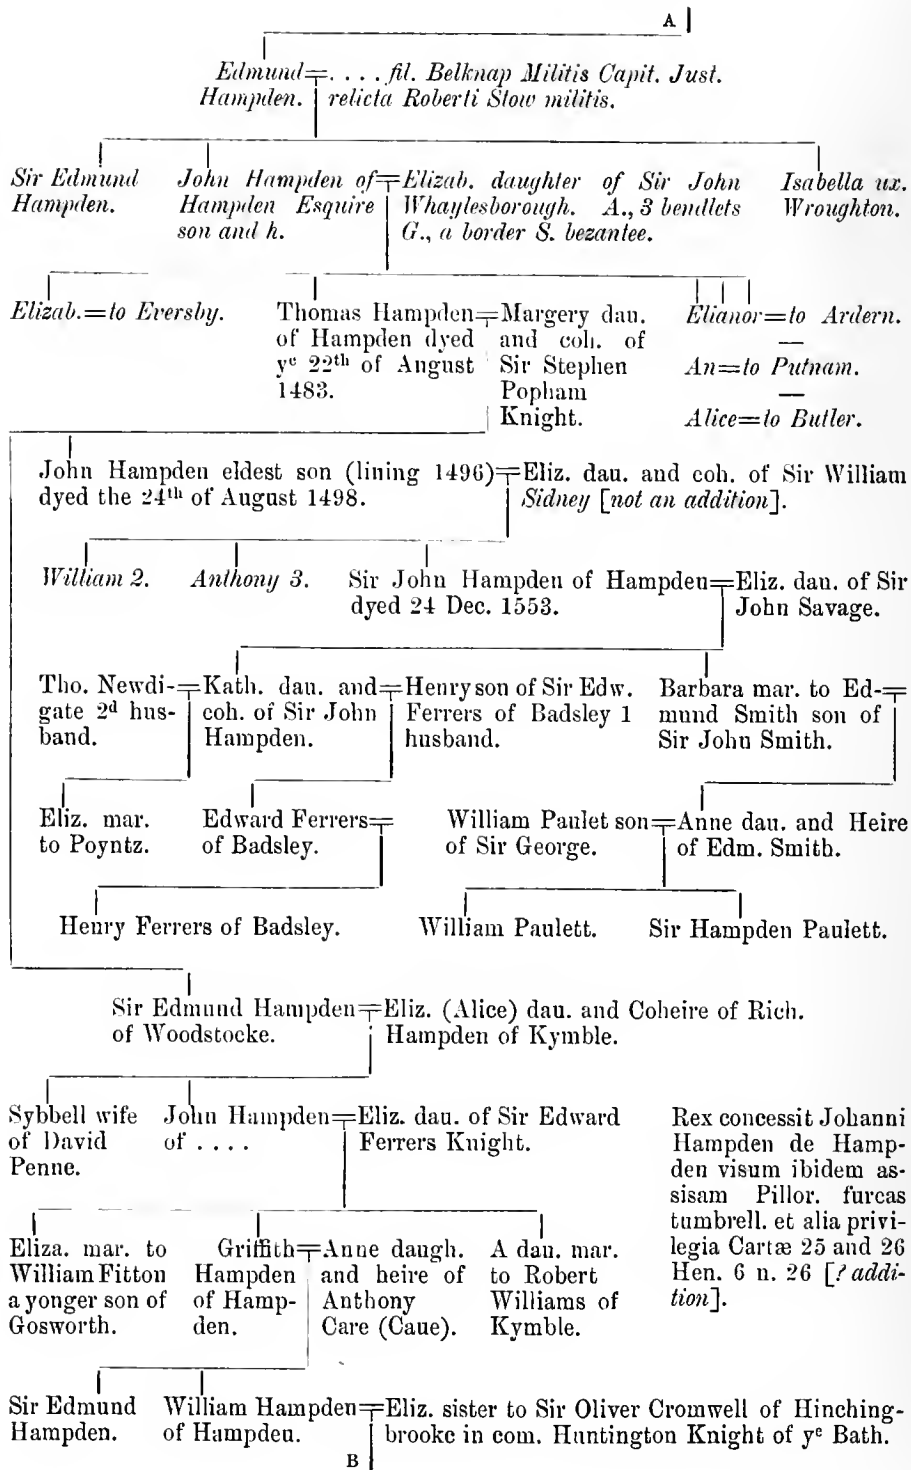 A
Edmund=. . . . fil. Belknap Militis Capit. Just.
Hampden. relicta Roberti Stow militis.
Sir Edmund
Hampden.
John Hampden of=Elizab. daughter of Sir John
Hampden Esquire Whaylesborough. A., 3 bendlets
son and h. G., a border S. bezantee.
Isabella ux.
Wroughton.
Elizab.=to Eversby.
Thomas Hampden=Margery dau.
of Hampden dyed and coh. of
yᵉ 22ᵗʰ of August Sir Stephen
1483. Popham
Knight.
Elianor=to Ardern.
—
An=to Putnam.
—
Alice=to Butler.
John Hampden eldest son (lining 1496)=Eliz. dau. and coh. of Sir William
dyed the 24ᵗʰ of August 1498. Sidney [not an addition].
William 2. Anthony 3. Sir John Hampden of Hampden=Eliz. dau. of Sir
dyed 24 Dec. 1553. John Savage.
Tho. Newdi-=Kath. dau. and=Henry son of Sir Edw.
gate 2ᵈ hus- coh. of Sir John Ferrers of Badsley 1
band. Hampden. husband.
Barbara mar. to Ed-=
mund Smith son of
Sir John Smith.
Eliz. mar.
to Poyntz.
Edward Ferrers=
of Badsley.
William Paulet son=Anne dau. and Heire
of Sir George. of Edm. Smith.
Henry Ferrers of Badsley. William Paulett. Sir Hampden Paulett.
Sir Edmund Hampden=Eliz. (Alice) dau. and Coheire of Rich.
of Woodstocke. Hampden of Kymble.
Sybbell wife
of David
Penne.
John Hampden=Eliz. dau. of Sir Edward
of . . . . Ferrers Knight.
Rex concessit Johanni
Hampden de Hamp-
den visum ibidem as-
sisam Pillor. furcas
tumbrell. et alia privi-
legia Cartæ 25 and 26
Hen. 6 n. 26 [? addi-
tion].
Eliza. mar. to
William Fitton
a yonger son of
Gosworth.
Griffith=Anne daugh.
Hampden and heire of
of Hamp- Anthony
den. Care (Caue).
A dau. mar.
to Robert
Williams of
Kymble.
Sir Edmund
Hampden.
William Hampden=Eliz. sister to Sir Oliver Cromwell of Hinching-
of Hampden. brooke in com. Huntington Knight of yᵉ Bath.
B